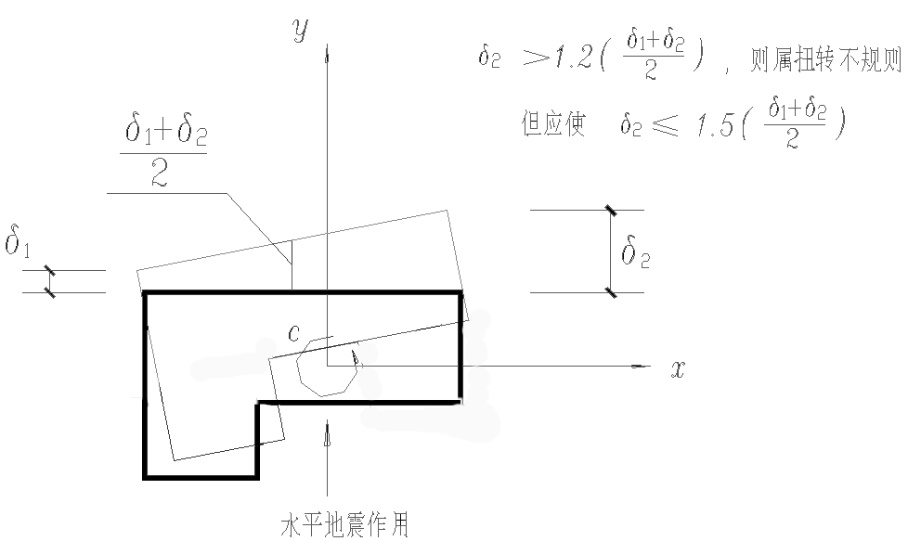 y
δ2 >1.2( (δ1+δ2)/2 ) , 则属扭转不规则
但应使 δ2 ≤ 1.5( (δ1+δ2)/2 )
(δ1+δ2)/2
δ1
δ2
c
x
水平地震作用